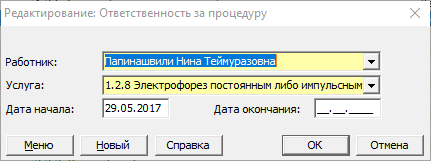 Редактирование: Ответственность за процедуру
Работник: Папинашвили Нина Теймуразовна
Услуга: 1.2.8 Электрофорез постоянным либо импульсным
Дата начала: 29.05.2017 Дата окончания: __.__.____
Меню Новый Справка ОК Отмена